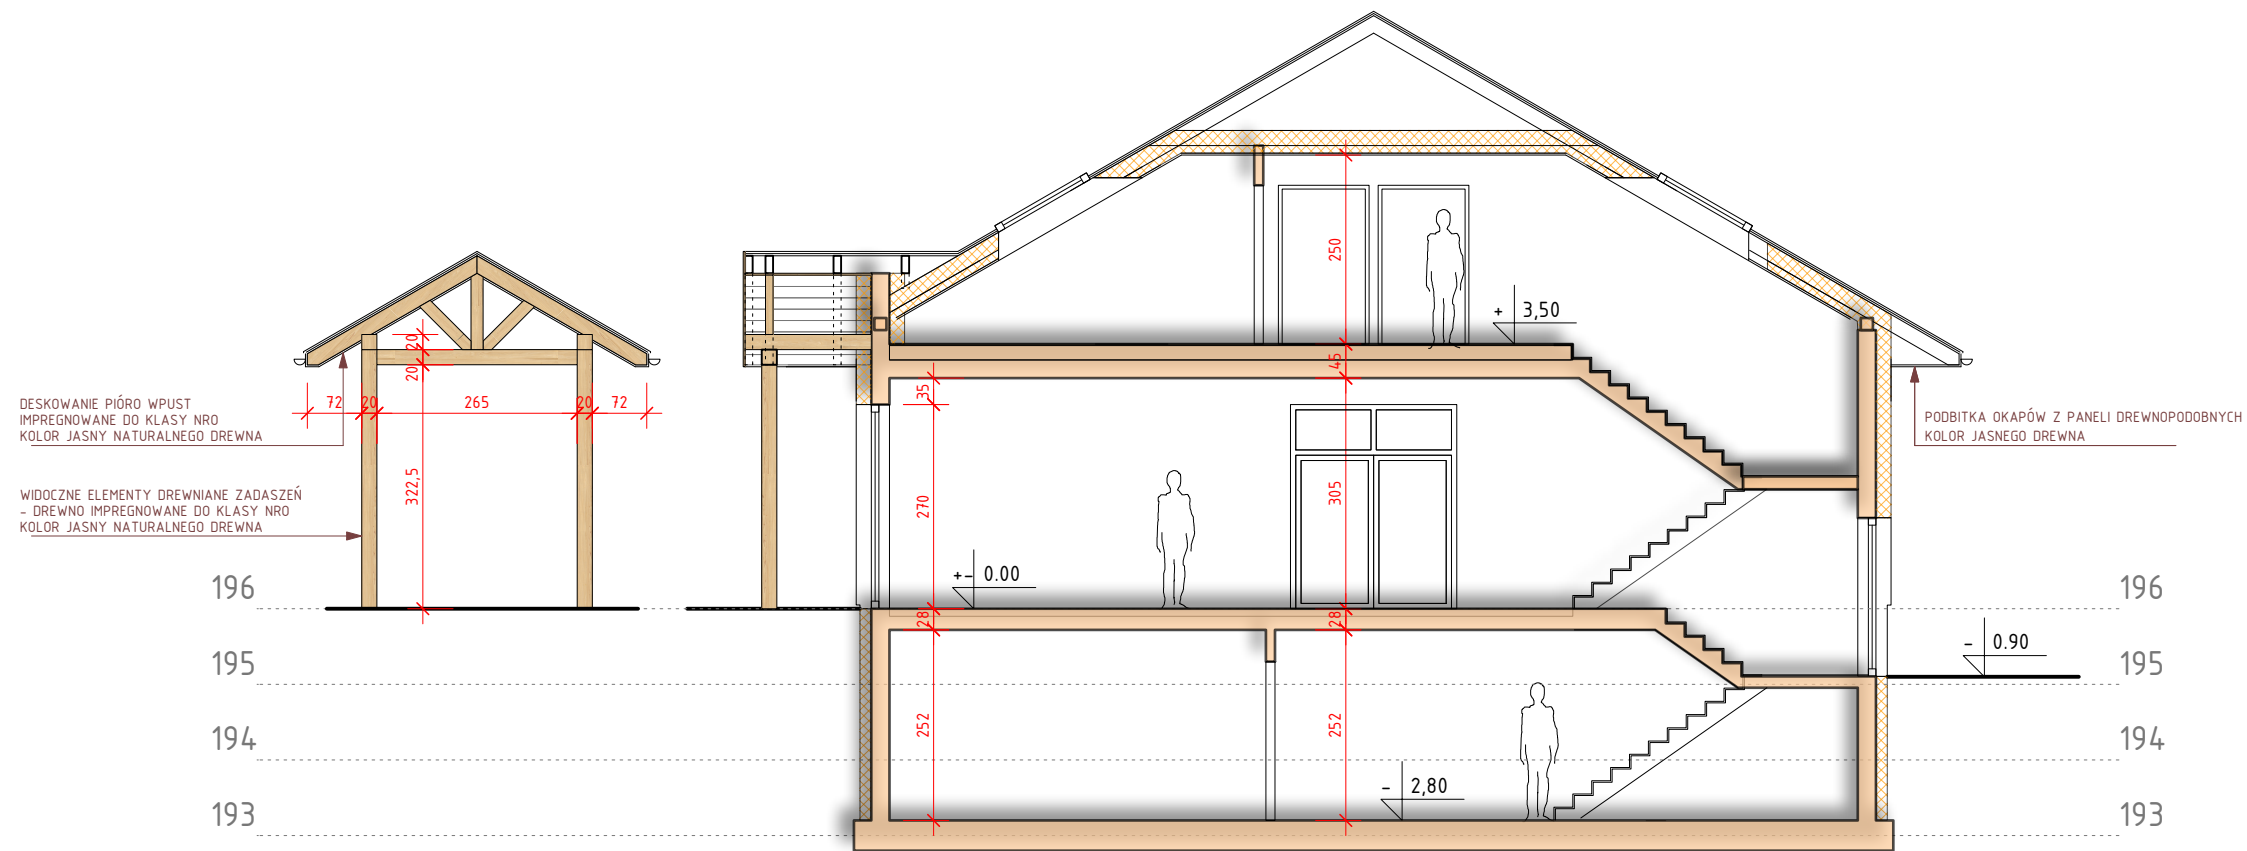 250
+ 3,50
20
20
45
35
72 20 265 20 72
DESKOWANIE PIÓRO WPUST
IMPREGNOWANE DO KLASY NRO
KOLOR JASNY NATURALNEGO DREWNA
PODBITKA OKAPÓW Z PANELI DREWNOPODOBNYCH
KOLOR JASNEGO DREWNA
322,5
270
305
WIDOCZNE ELEMENTY DREWNIANE ZADASZEŃ
- DREWNO IMPREGNOWANE DO KLASY NRO
KOLOR JASNY NATURALNEGO DREWNA
+- 0.00
196 196
28 28
- 0.90
195 195
252 252
194 194
- 2,80
193 193